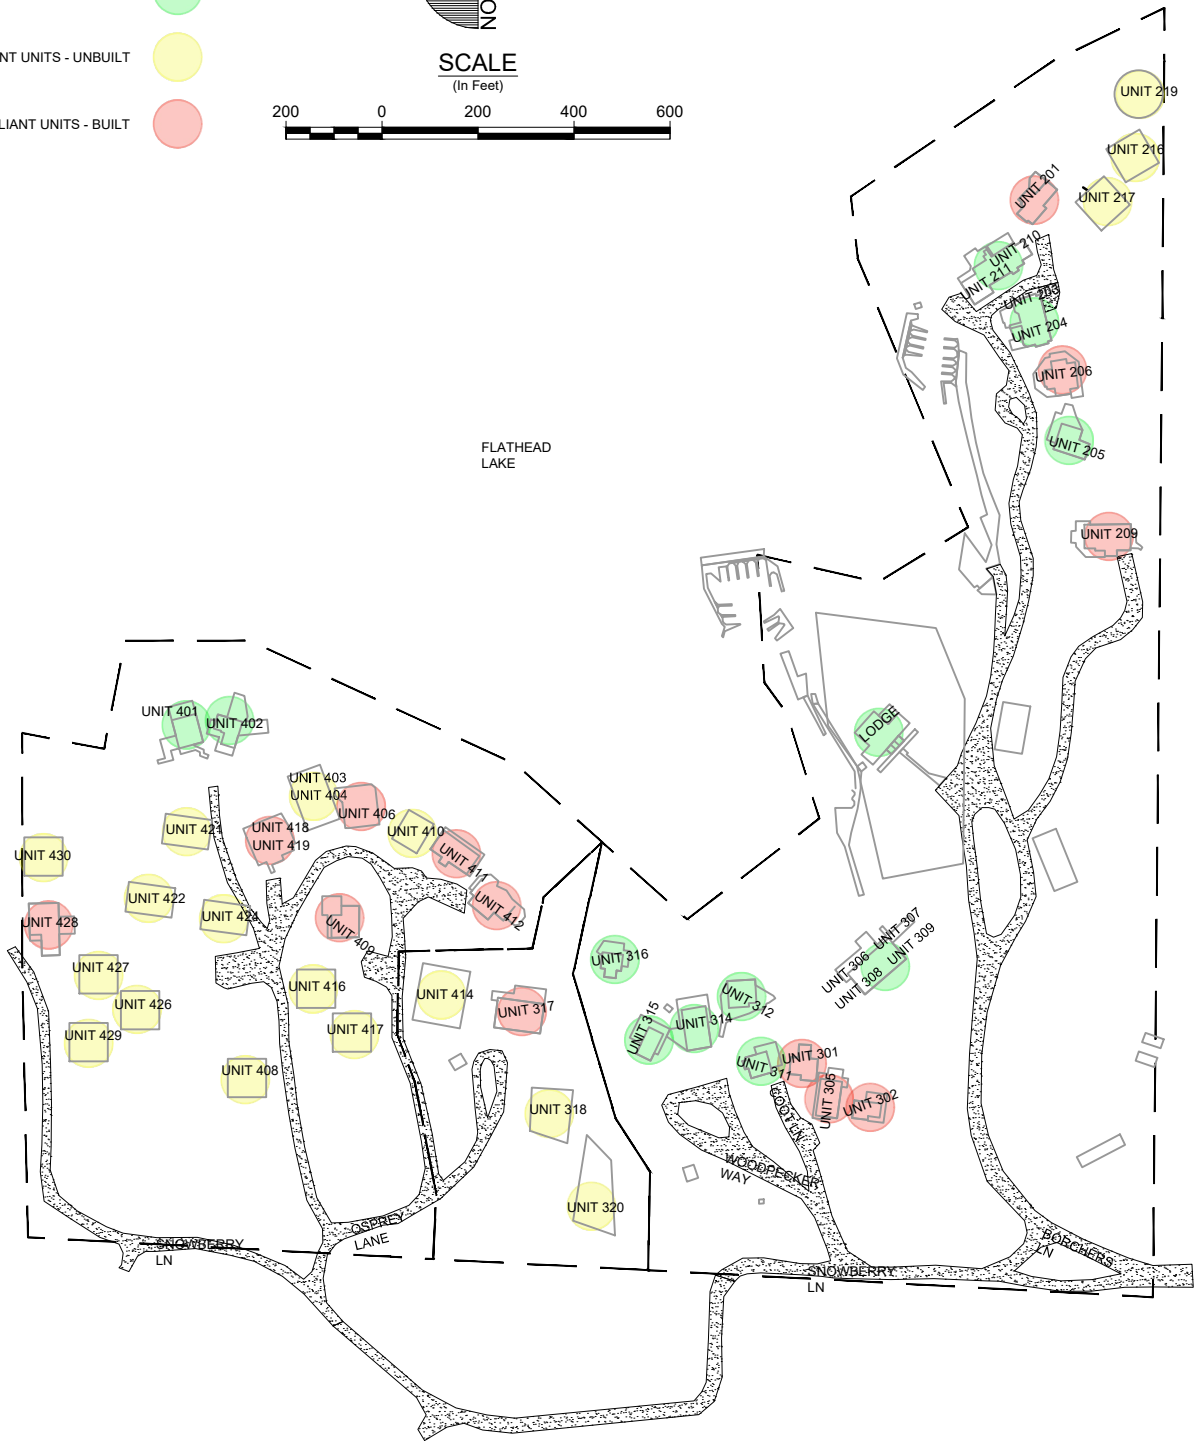 NO
NT UNITS - UNBUILT
SCALE
(In Feet)
LIANT UNITS - BUILT
200 0 200 400 600
UNIT 219
UNIT 216
UNIT 217
UNIT 201
UNIT 210
UNIT 211
UNIT 203
UNIT 204
UNIT 206
UNIT 205
UNIT 209
FLATHEAD
LAKE
LODGE
UNIT 401
UNIT 402
UNIT 403
UNIT 404
UNIT 406
UNIT 410
UNIT 411
UNIT 412
UNIT 421
UNIT 418
UNIT 419
UNIT 430
UNIT 422
UNIT 424
UNIT 409
UNIT 428
UNIT 427
UNIT 426
UNIT 429
UNIT 416
UNIT 417
UNIT 408
UNIT 414
UNIT 317
UNIT 318
UNIT 320
UNIT 316
UNIT 315
UNIT 314
UNIT 312
UNIT 311
UNIT 301
UNIT 305
UNIT 302
UNIT 306
UNIT 307
UNIT 308
UNIT 309
COOT LN
WOODPECKER
WAY
OSPREY
LANE
SNOWBERRY
LN
SNOWBERRY
LN
BORCHERS
LN